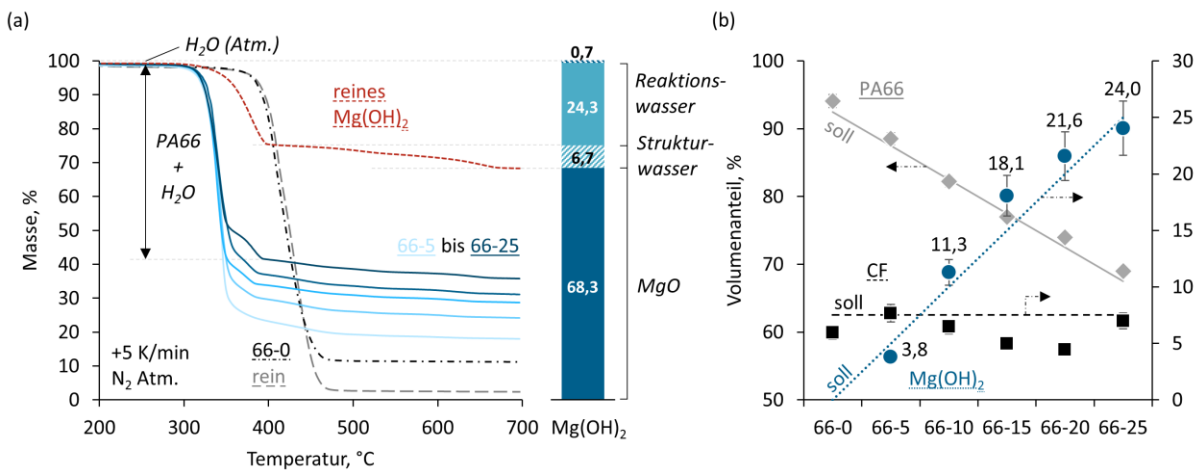 (a)
H₂O (Atm.)
100
90
80
70
60
50
40
30
20
10
0
Masse, %
200
300
400
500
600
700
Temperatur, °C
PA66
+
H₂O
+5 K/min
N₂ Atm.
reines
Mg(OH)₂
66-5 bis 66-25
66-0
rein
0,7
24,3
6,7
68,3
Mg(OH)₂
Reaktions-
wasser
Struktur-
wasser
MgO
(b)
100
90
80
70
60
50
Volumenanteil, %
30
25
20
15
10
5
0
PA66
soll
CF
soll
soll
3,8
11,3
18,1
21,6
24,0
Mg(OH)₂
66-0
66-5
66-10
66-15
66-20
66-25